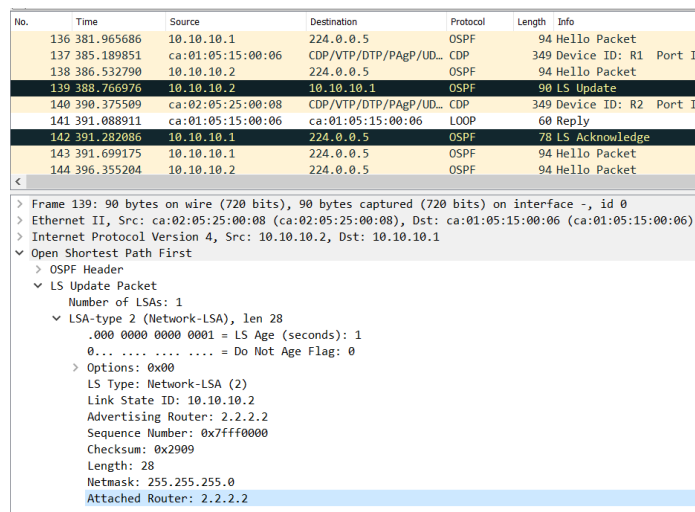 No. Time Source Destination Protocol Length Info
136 381.965686 10.10.10.1 224.0.0.5 OSPF 94 Hello Packet
137 385.189851 ca:01:05:15:00:06 CDP/VTP/DTP/PAgP/UD… CDP 349 Device ID: R1 Port I
138 386.532790 10.10.10.2 224.0.0.5 OSPF 94 Hello Packet
139 388.766976 10.10.10.2 10.10.10.1 OSPF 90 LS Update
140 390.375509 ca:02:05:25:00:08 CDP/VTP/DTP/PAgP/UD… CDP 349 Device ID: R2 Port I
141 391.088911 ca:01:05:15:00:06 ca:01:05:15:00:06 LOOP 60 Reply
142 391.282086 10.10.10.1 224.0.0.5 OSPF 78 LS Acknowledge
143 391.699175 10.10.10.1 224.0.0.5 OSPF 94 Hello Packet
144 396.355204 10.10.10.2 224.0.0.5 OSPF 94 Hello Packet
Frame 139: 90 bytes on wire (720 bits), 90 bytes captured (720 bits) on interface -, id 0
Ethernet II, Src: ca:02:05:25:00:08 (ca:02:05:25:00:08), Dst: ca:01:05:15:00:06 (ca:01:05:15:00:06)
Internet Protocol Version 4, Src: 10.10.10.2, Dst: 10.10.10.1
Open Shortest Path First
OSPF Header
LS Update Packet
Number of LSAs: 1
LSA-type 2 (Network-LSA), len 28
.000 0000 0000 0001 = LS Age (seconds): 1
0... .... .... .... = Do Not Age Flag: 0
Options: 0x00
LS Type: Network-LSA (2)
Link State ID: 10.10.10.2
Advertising Router: 2.2.2.2
Sequence Number: 0x7fff0000
Checksum: 0x2909
Length: 28
Netmask: 255.255.255.0
Attached Router: 2.2.2.2